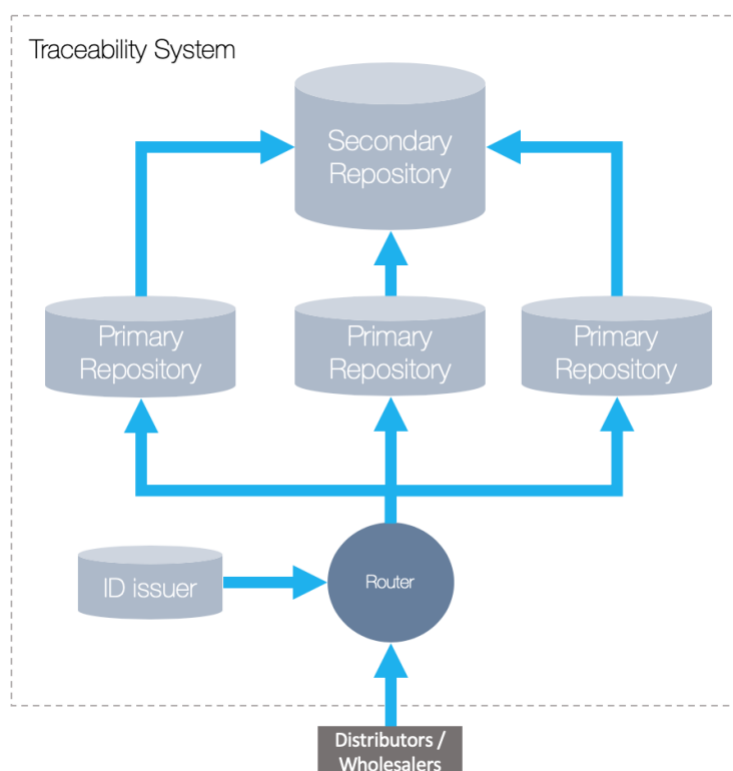 Traceability System
Secondary
Repository
Primary
Repository
Primary
Repository
Primary
Repository
ID issuer
Router
Distributors /
Wholesalers